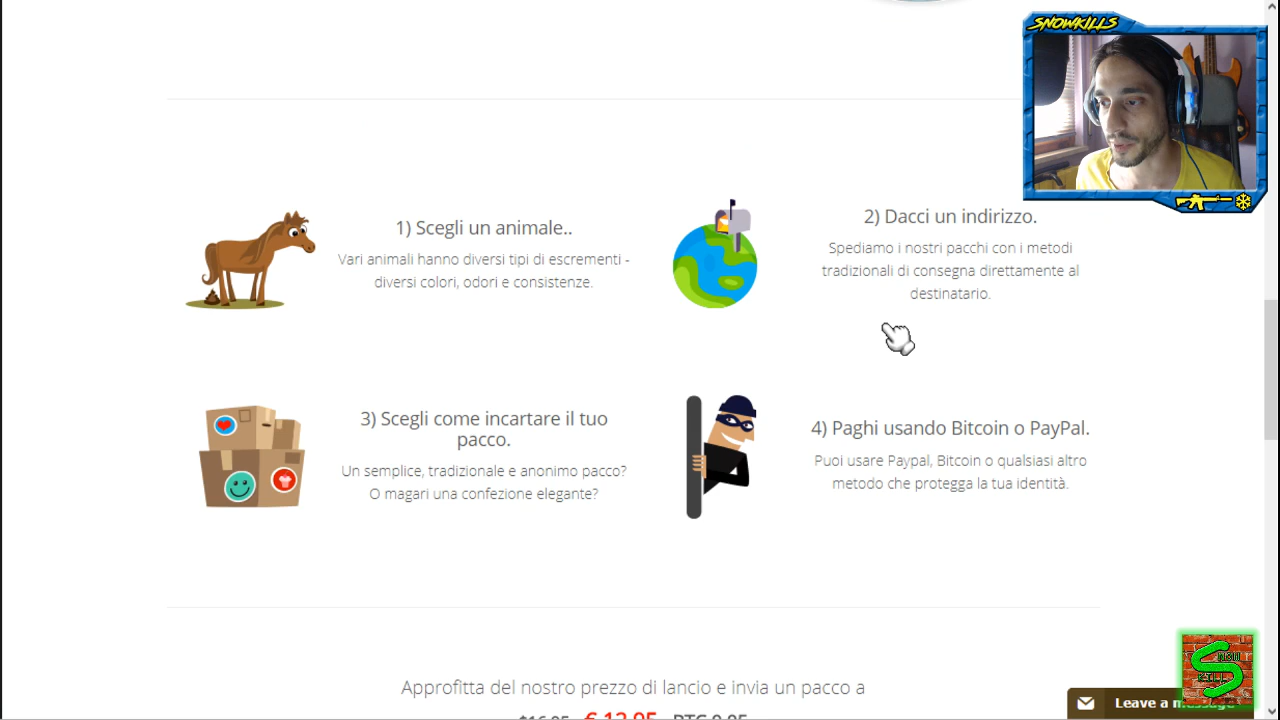 SNOWKILLS
1) Scegli un animale..
Vari animali hanno diversi tipi di escrementi -
diversi colori, odori e consistenze.
2) Dacci un indirizzo.
Spediamo i nostri pacchi con i metodi
tradizionali di consegna direttamente al
destinatario.
3) Scegli come incartare il tuo
pacco.
Un semplice, tradizionale e anonimo pacco?
O magari una confezione elegante?
4) Paghi usando Bitcoin o PayPal.
Puoi usare Paypal, Bitcoin o qualsiasi altro
metodo che protegga la tua identità.
Approfitta del nostro prezzo di lancio e invia un pacco a
Leave a message